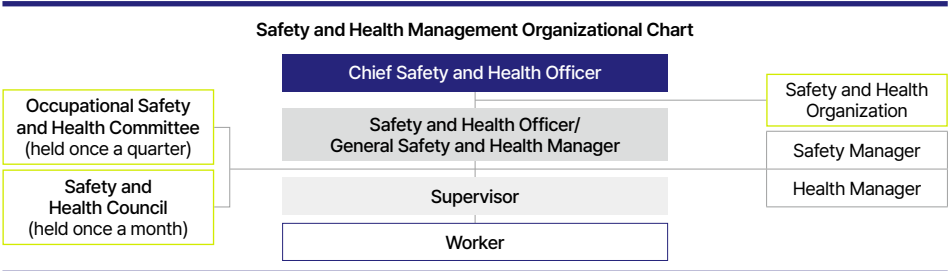 Safety and Health Management Organizational Chart
Chief Safety and Health Officer
Safety and Health
Organization
Occupational Safety
and Health Committee
(held once a quarter)
Safety and Health Officer/
General Safety and Health Manager
Safety Manager
Health Manager
Safety and
Health Council
(held once a month)
Supervisor
Worker